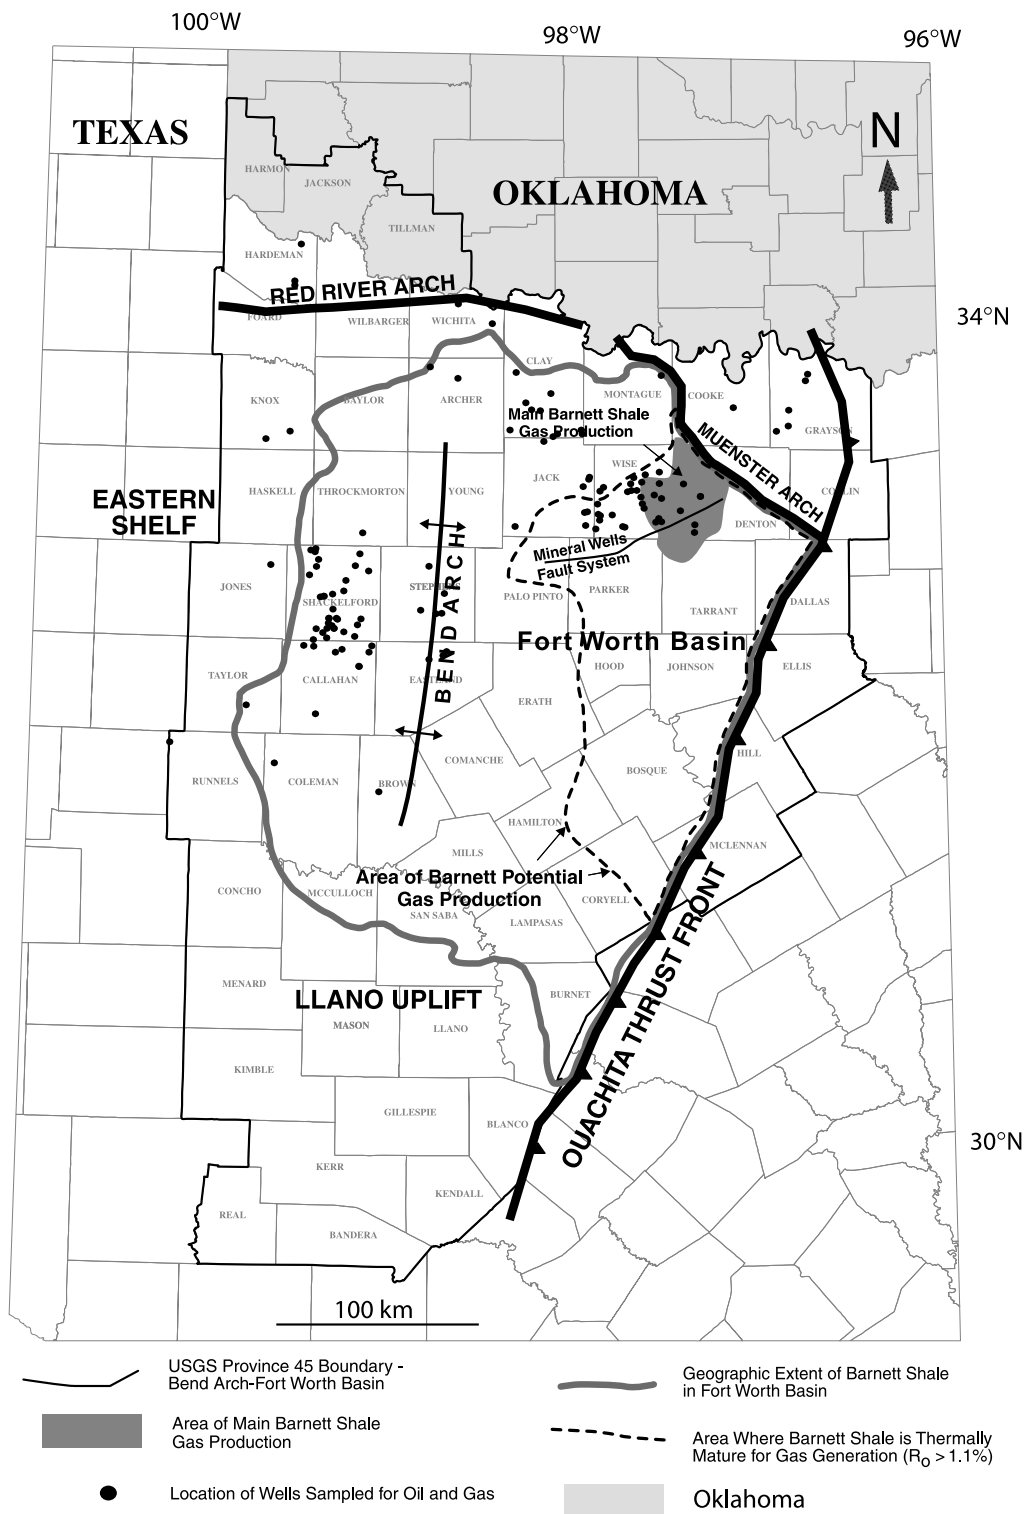 100°W
98°W
96°W
TEXAS
N
HARMON
JACKSON
OKLAHOMA
TILLMAN
HARDEMAN
RED RIVER ARCH
FOARD
WILBARGER
WICHITA
34°N
CLAY
KNOX
BAYLOR
ARCHER
MONTAGUE
COOKE
Main Barnett Shale
Gas Production
GRAYSON
MUENSTER ARCH
WISE
JACK
HASKELL
THROCKMORTON
YOUNG
COLLIN
EASTERN
SHELF
DENTON
Mineral Wells
Fault System
BEND ARCH
JONES
SHACKELFORD
STEPHENS
PALO PINTO
PARKER
TARRANT
DALLAS
Fort Worth Basin
TAYLOR
CALLAHAN
EASTLAND
HOOD
JOHNSON
ELLIS
ERATH
HILL
RUNNELS
COLEMAN
BROWN
COMANCHE
BOSQUE
HAMILTON
MILLS
MCLENNAN
Area of Barnett Potential
Gas Production
CONCHO
MCCULLOCH
SAN SABA
LAMPASAS
CORYELL
OUACHITA THRUST FRONT
MENARD
LLANO UPLIFT
BURNET
MASON
LLANO
KIMBLE
GILLESPIE
BLANCO
30°N
KERR
KENDALL
REAL
BANDERA
100 km
USGS Province 45 Boundary -
Bend Arch-Fort Worth Basin
Geographic Extent of Barnett Shale
in Fort Worth Basin
Area of Main Barnett Shale
Gas Production
Area Where Barnett Shale is Thermally
Mature for Gas Generation (Ro > 1.1%)
Location of Wells Sampled for Oil and Gas
Oklahoma